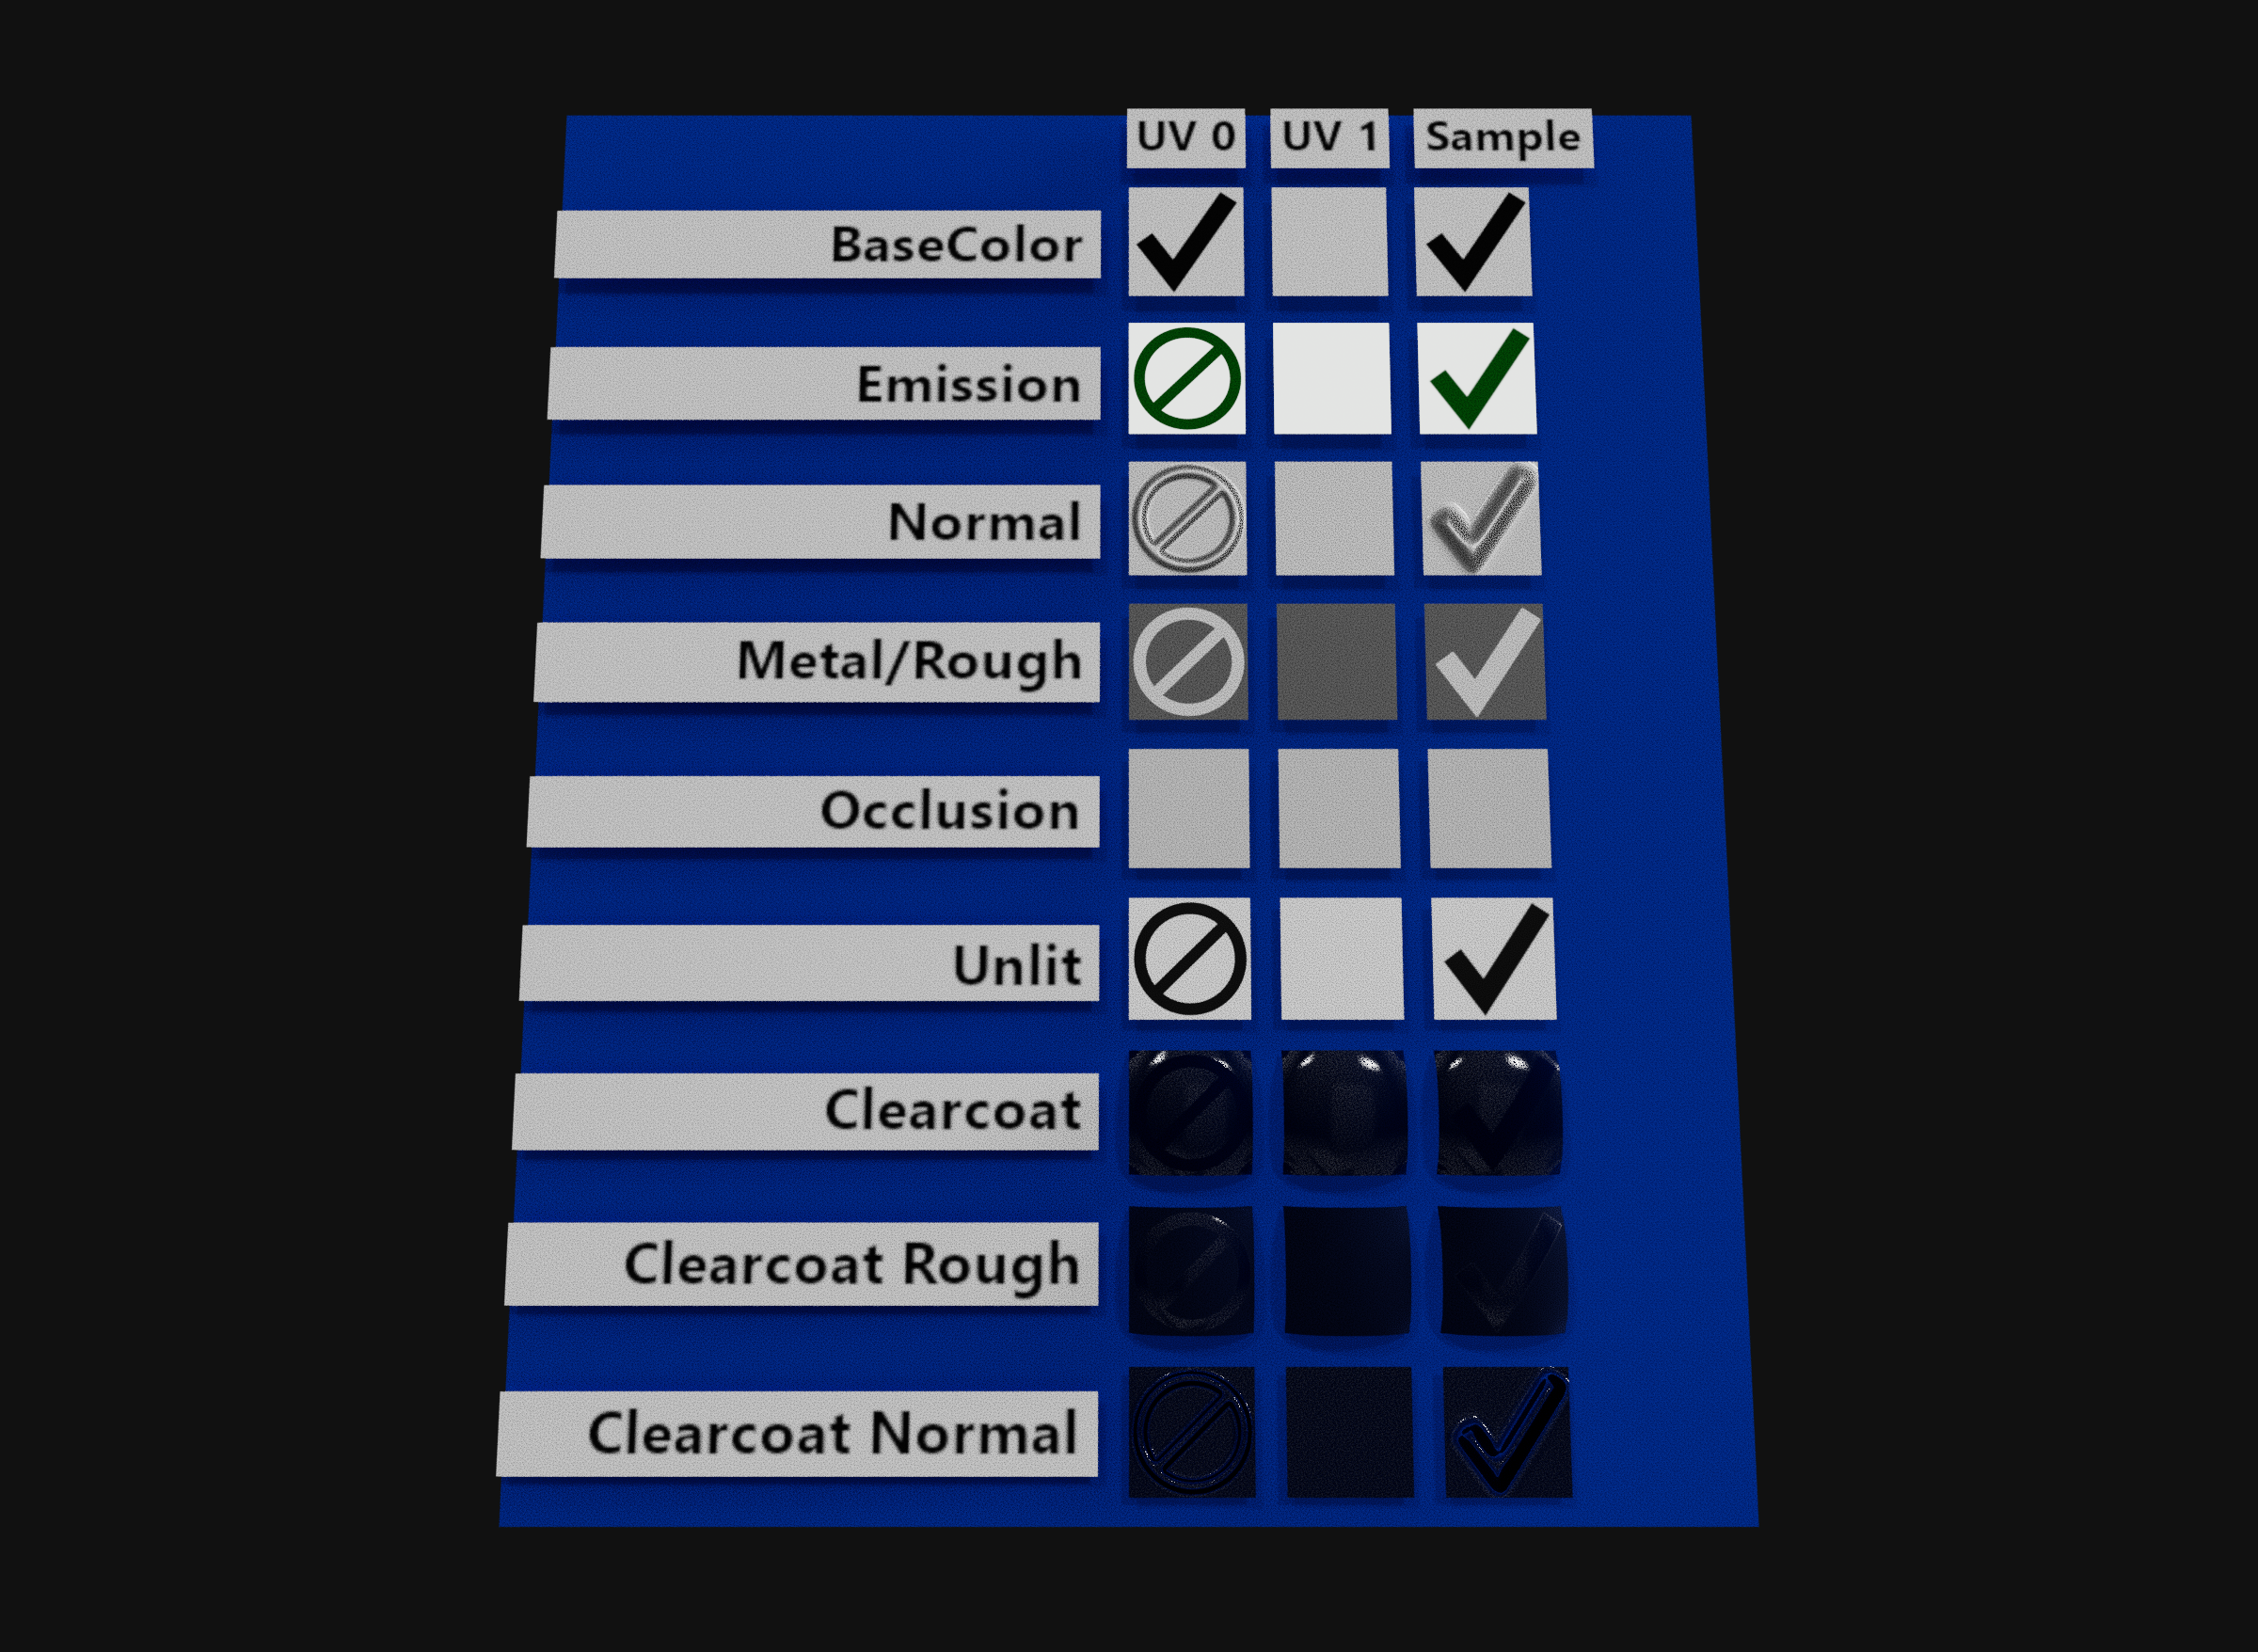 UV 0 UV 1 Sample
BaseColor
Emission
Normal
Metal/Rough
Occlusion
Unlit
Clearcoat
Clearcoat Rough
Clearcoat Normal